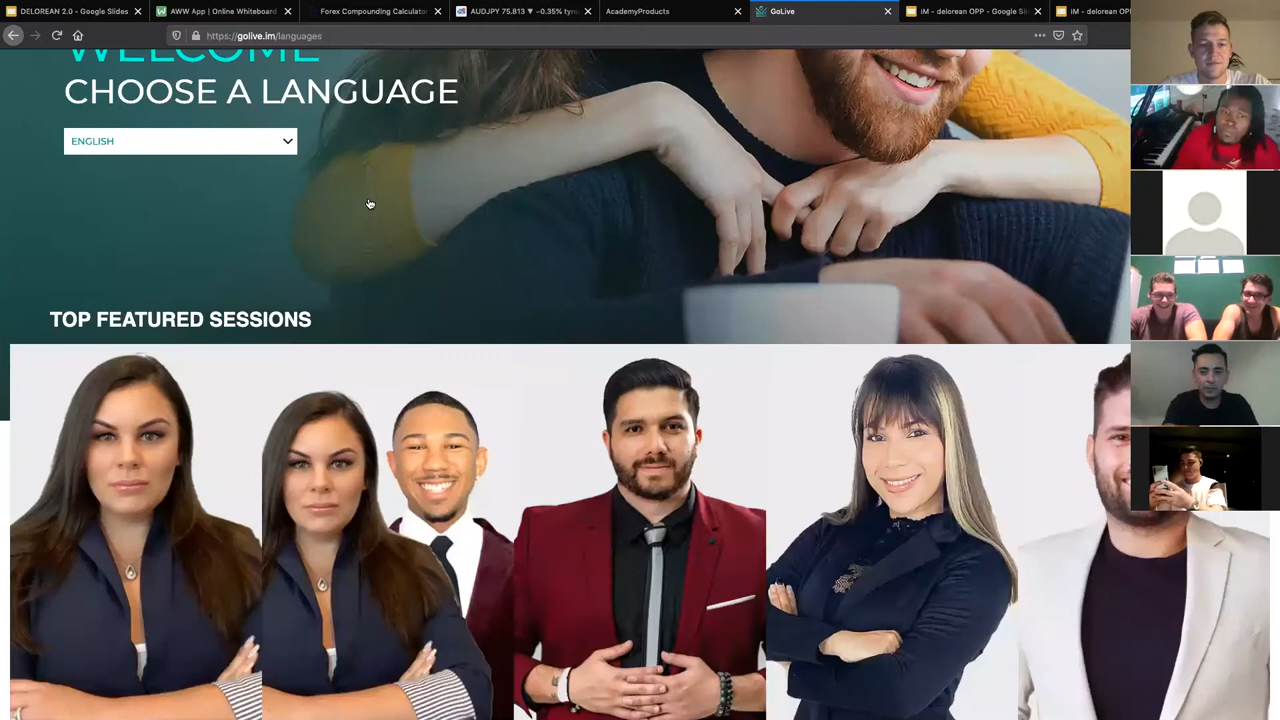 DELOREAN 2.0 - Google Slides
AWW App | Online Whiteboard
Forex Compounding Calculator
AUDJPY 75.813 ▼ −0.35%
AcademyProducts
GoLive
iM - delorean OPP - Google Sli
iM - delorean OPP
https://golive.im/languages
WELCOME
CHOOSE A LANGUAGE
ENGLISH
TOP FEATURED SESSIONS